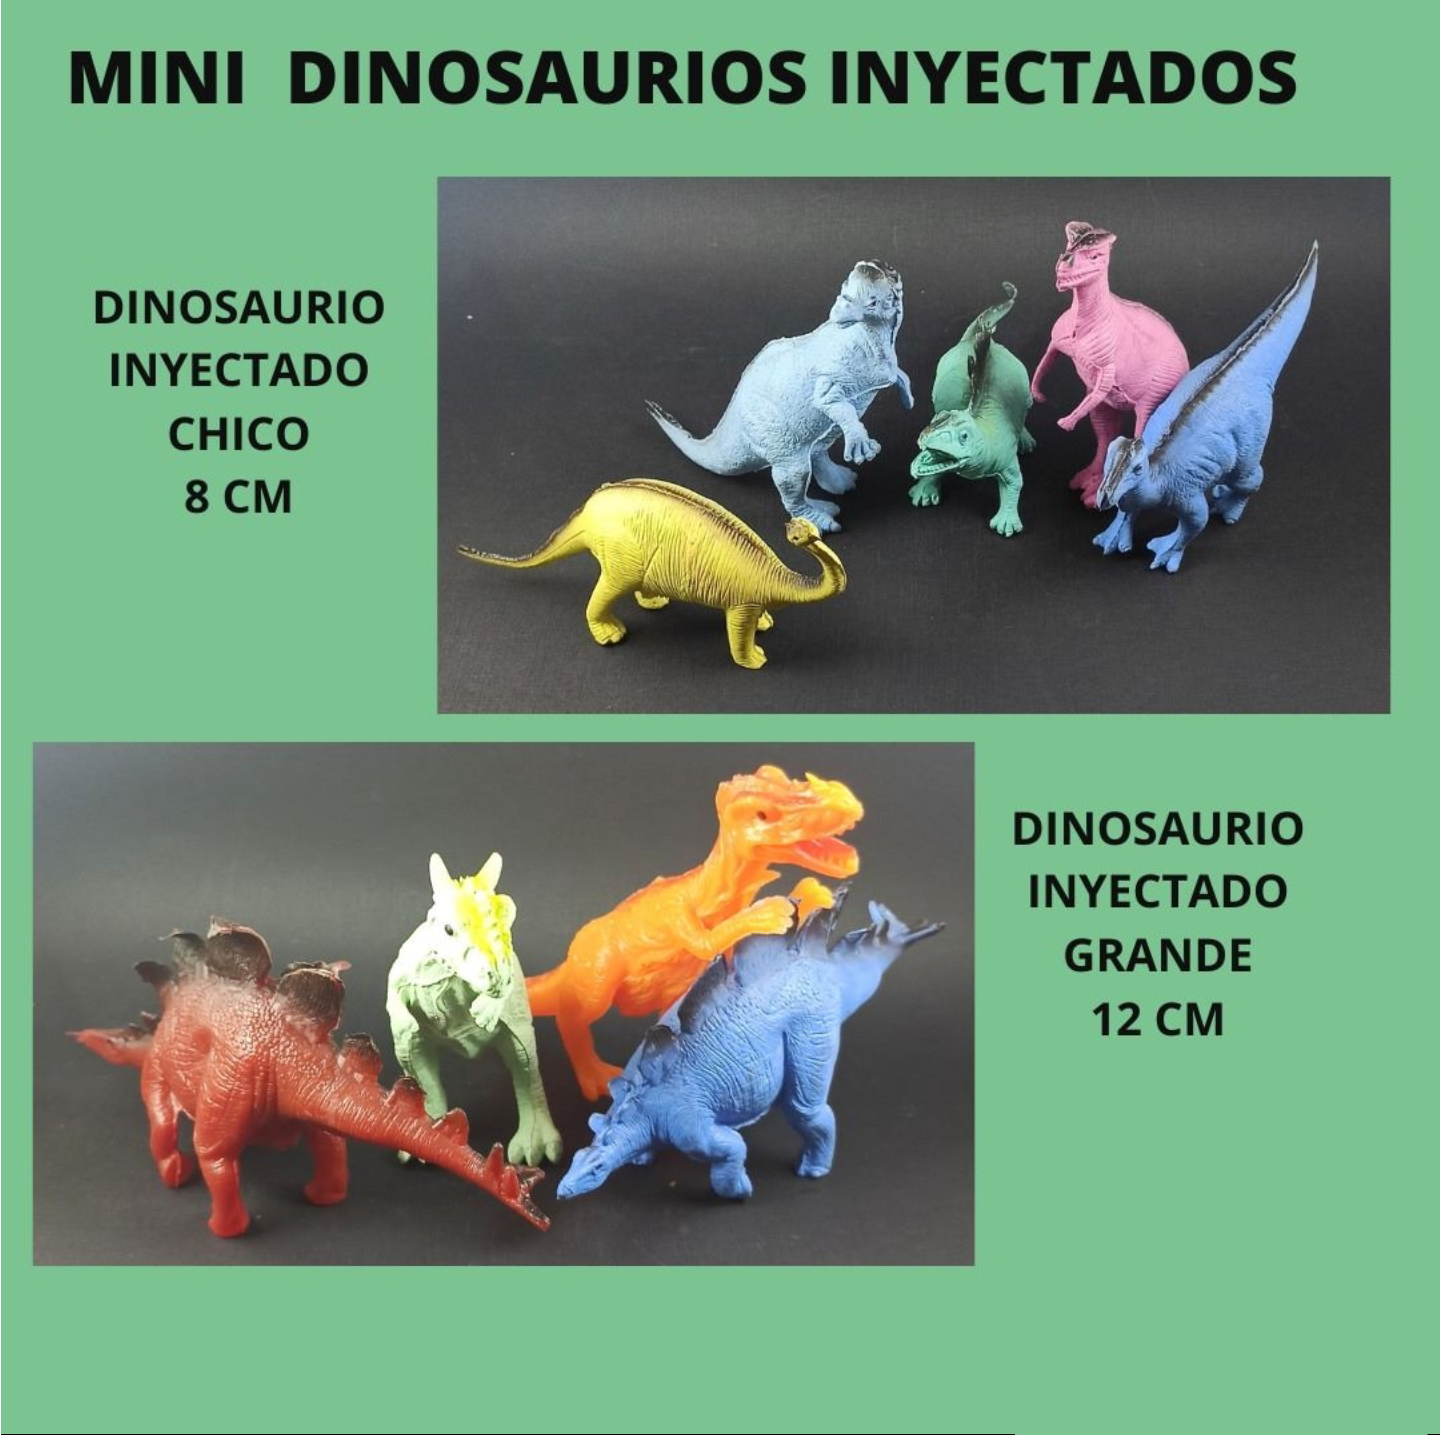 MINI DINOSAURIOS INYECTADOS
DINOSAURIO
INYECTADO
CHICO
8 CM
DINOSAURIO
INYECTADO
GRANDE
12 CM